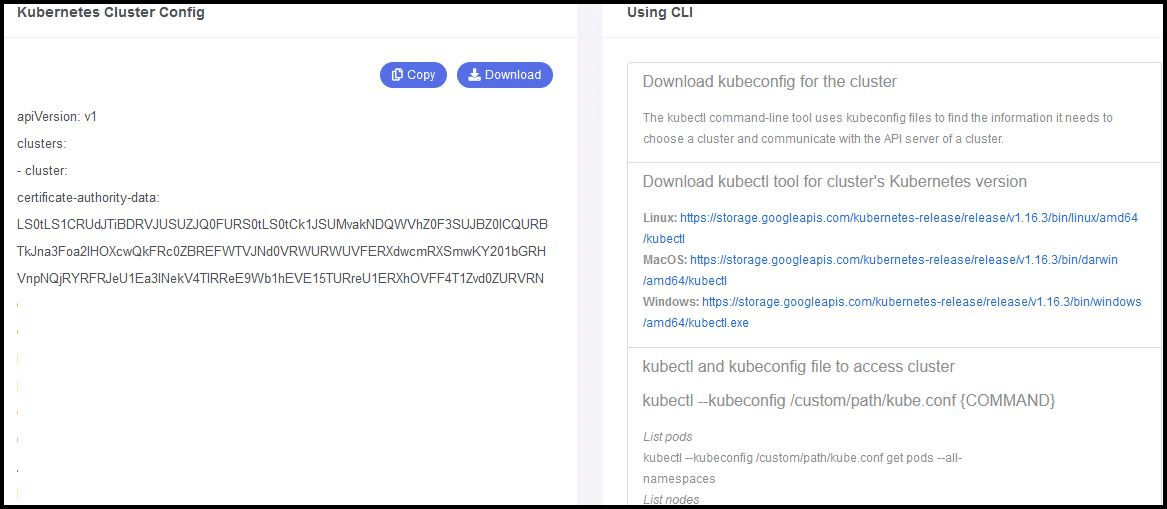 Kubernetes Cluster Config
Copy
Download
apiVersion: v1
clusters:
- cluster:
certificate-authority-data:
LS0tLS1CRUdJTiBDRVJUSUZJQ0FURS0tLS0tCk1JSUMvakNDQWVhZ0F3SUJBZ0lCQURB
TkJna3Foa2lHOXcwQkFRc0ZBREFWTVJNd0VRWURWUVFERXdwcmRXSmwKY201bGRH
VnpNQjRYRFRJeU1Ea3lNekV4TlRReE9Wb1hEVE15TURreU1ERXhOVFF4T1Zvd0ZURVRN
Using CLI
Download kubeconfig for the cluster
The kubectl command-line tool uses kubeconfig files to find the information it needs to
choose a cluster and communicate with the API server of a cluster.
Download kubectl tool for cluster's Kubernetes version
Linux: https://storage.googleapis.com/kubernetes-release/release/v1.16.3/bin/linux/amd64
/kubectl
MacOS: https://storage.googleapis.com/kubernetes-release/release/v1.16.3/bin/darwin
/amd64/kubectl
Windows: https://storage.googleapis.com/kubernetes-release/release/v1.16.3/bin/windows
/amd64/kubectl.exe
kubectl and kubeconfig file to access cluster
kubectl --kubeconfig /custom/path/kube.conf {COMMAND}
List pods
kubectl --kubeconfig /custom/path/kube.conf get pods --all-
namespaces
List nodes